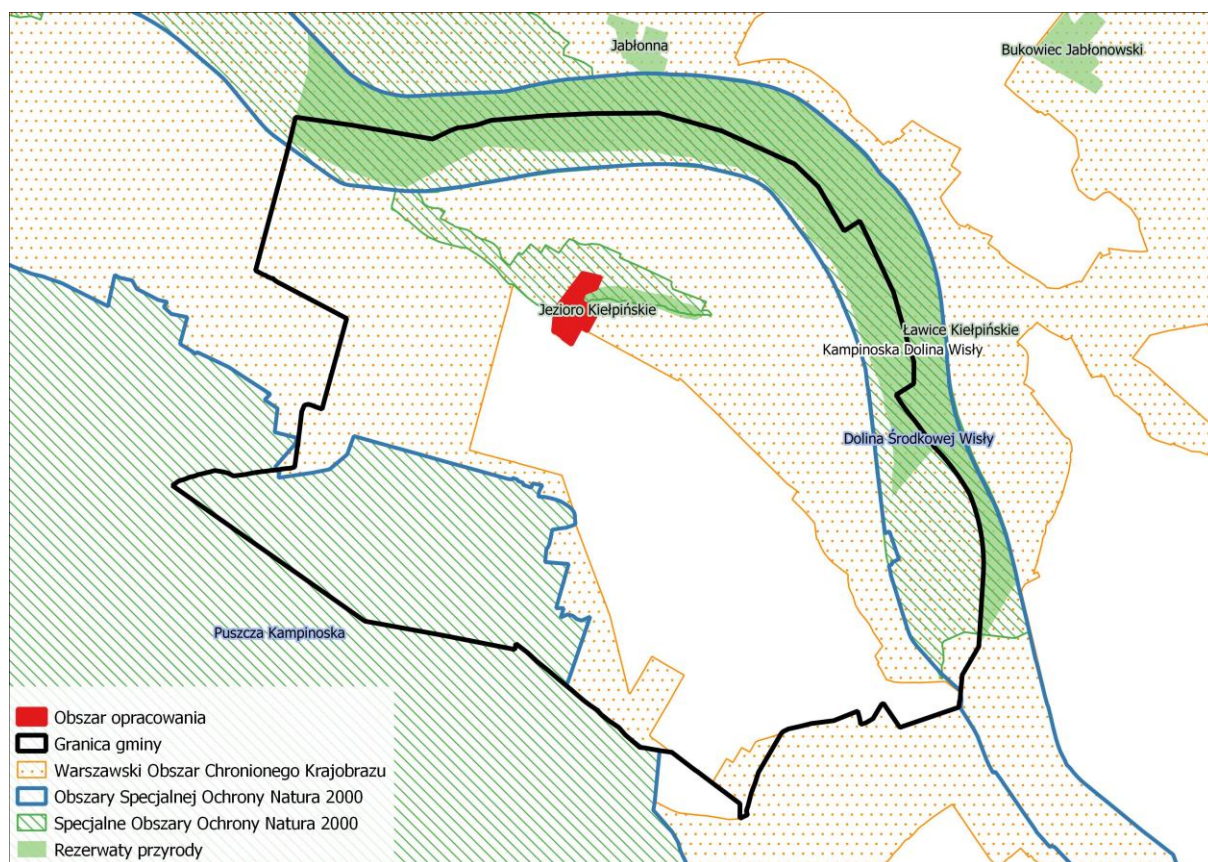 Jabłonna
Bukowiec Jabłonowski
Jezioro Kiełpińskie
Ławice Kiełpińskie
Kampinoska Dolina Wisły
Dolina Środkowej Wisły
Puszcza Kampinoska
Obszar opracowania
Granica gminy
Warszawski Obszar Chronionego Krajobrazu
Obszary Specjalnej Ochrony Natura 2000
Specjalne Obszary Ochrony Natura 2000
Rezerwaty przyrody